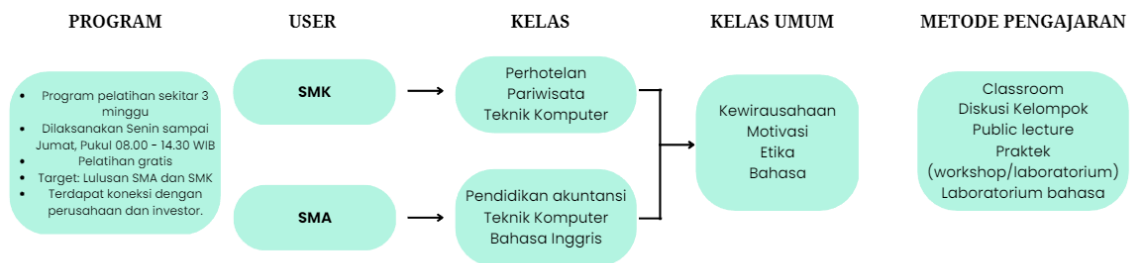 PROGRAM
• Program pelatihan sekitar 3
minggu
• Dilaksanakan Senin sampai
Jumat, Pukul 08.00 - 14.30 WIB
• Pelatihan gratis
• Target: Lulusan SMA dan SMK
• Terdapat koneksi dengan
perusahaan dan investor.
USER
SMK
SMA
KELAS
Perhotelan
Pariwisata
Teknik Komputer
Pendidikan akuntansi
Teknik Komputer
Bahasa Inggris
KELAS UMUM
Kewirausahaan
Motivasi
Etika
Bahasa
METODE PENGAJARAN
Classroom
Diskusi Kelompok
Public lecture
Praktek
(workshop/laboratorium)
Laboratorium bahasa